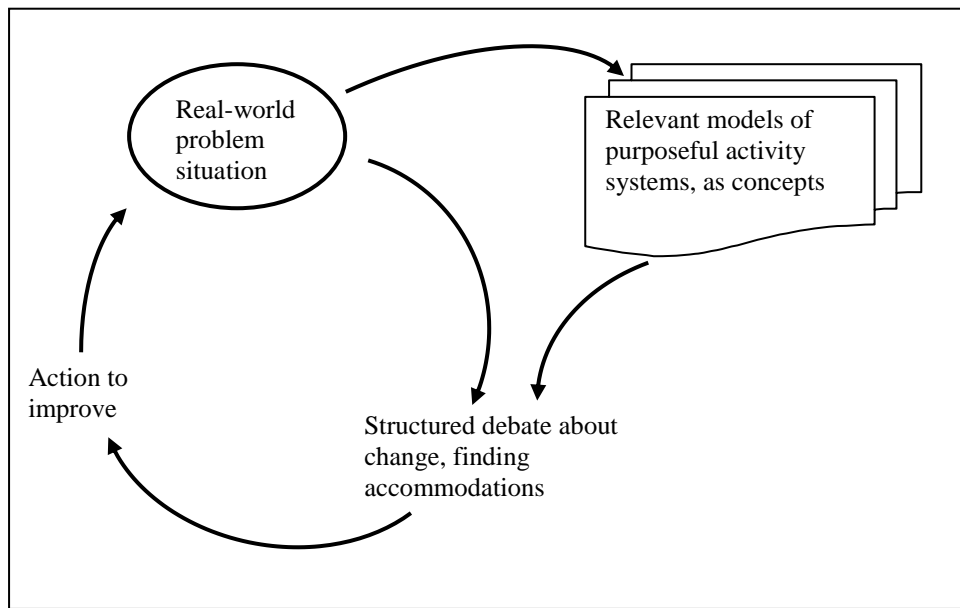 Real-world
problem
situation
Relevant models of
purposeful activity
systems, as concepts
Action to
improve
Structured debate about
change, finding
accommodations